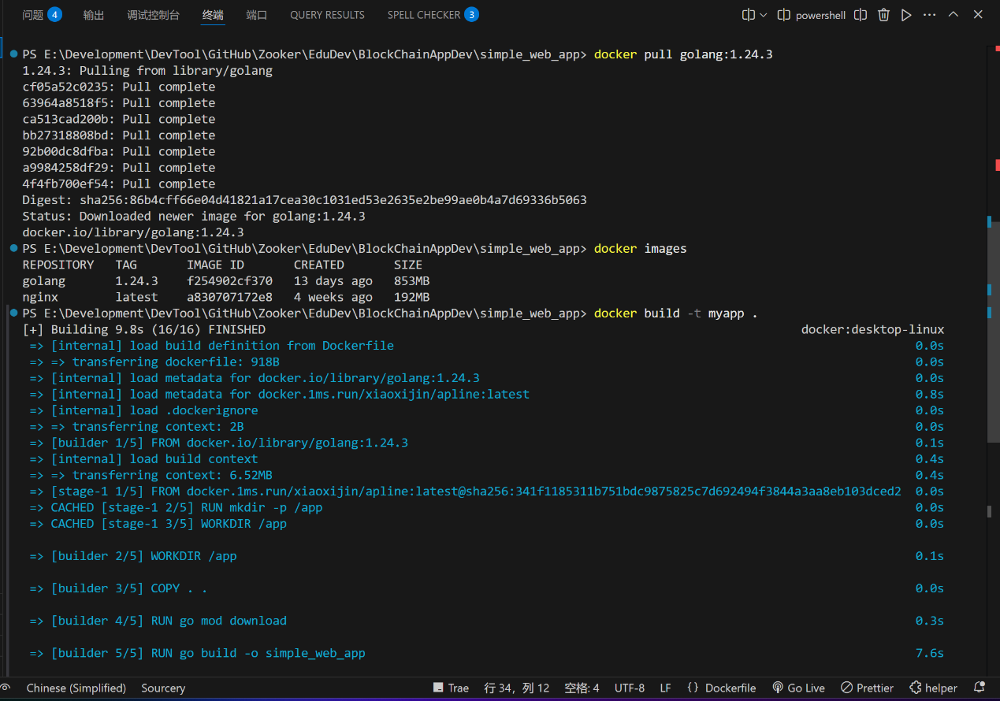 问题 4 输出 调试控制台 终端 端口 QUERY RESULTS SPELL CHECKER 3 powershell
PS E:\Development\DevTool\GitHub\Zooker\EduDev\BlockChainAppDev\simple_web_app> docker pull golang:1.24.3
1.24.3: Pulling from library/golang
cf05a52c0235: Pull complete
63964a8518f5: Pull complete
ca513cad200b: Pull complete
bb27318808bd: Pull complete
92b00dc8dfba: Pull complete
a9984258df29: Pull complete
4f4fb700ef54: Pull complete
Digest: sha256:86b4cff66e04d41821a17cea30c1031ed53e2635e2be99ae0b4a7d69336b5063
Status: Downloaded newer image for golang:1.24.3
docker.io/library/golang:1.24.3
PS E:\Development\DevTool\GitHub\Zooker\EduDev\BlockChainAppDev\simple_web_app> docker images
REPOSITORY TAG IMAGE ID CREATED SIZE
golang 1.24.3 f254902cf370 13 days ago 853MB
nginx latest a830707172e8 4 weeks ago 192MB
PS E:\Development\DevTool\GitHub\Zooker\EduDev\BlockChainAppDev\simple_web_app> docker build -t myapp .
[+] Building 9.8s (16/16) FINISHED docker:desktop-linux
=> [internal] load build definition from Dockerfile 0.0s
=> => transferring dockerfile: 918B 0.0s
=> [internal] load metadata for docker.io/library/golang:1.24.3 0.0s
=> [internal] load metadata for docker.1ms.run/xiaoxijin/apline:latest 0.8s
=> [internal] load .dockerignore 0.0s
=> => transferring context: 2B 0.0s
=> [builder 1/5] FROM docker.io/library/golang:1.24.3 0.1s
=> [internal] load build context 0.4s
=> => transferring context: 6.52MB 0.4s
=> [stage-1 1/5] FROM docker.1ms.run/xiaoxijin/apline:latest@sha256:341f1185311b751bdc9875825c7d692494f3844a3aa8eb103dced2 0.0s
=> CACHED [stage-1 2/5] RUN mkdir -p /app 0.0s
=> CACHED [stage-1 3/5] WORKDIR /app 0.0s
=> [builder 2/5] WORKDIR /app 0.1s
=> [builder 3/5] COPY . . 0.0s
=> [builder 4/5] RUN go mod download 0.3s
=> [builder 5/5] RUN go build -o simple_web_app 7.6s
Chinese (Simplified) Sourcery Trae 行 34，列 12 空格: 4 UTF-8 LF {} Dockerfile Go Live Prettier helper